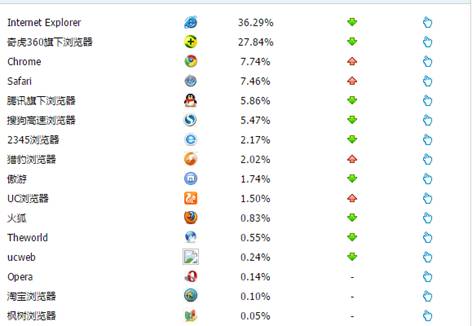 Internet Explorer 36.29%
奇虎360旗下浏览器 27.84%
Chrome 7.74%
Safari 7.46%
腾讯旗下浏览器 5.86%
搜狗高速浏览器 5.47%
2345浏览器 2.17%
猎豹浏览器 2.02%
傲游 1.74%
UC浏览器 1.50%
火狐 0.83%
Theworld 0.55%
ucweb 0.24%
Opera 0.14% -
淘宝浏览器 0.10% -
枫树浏览器 0.05% -